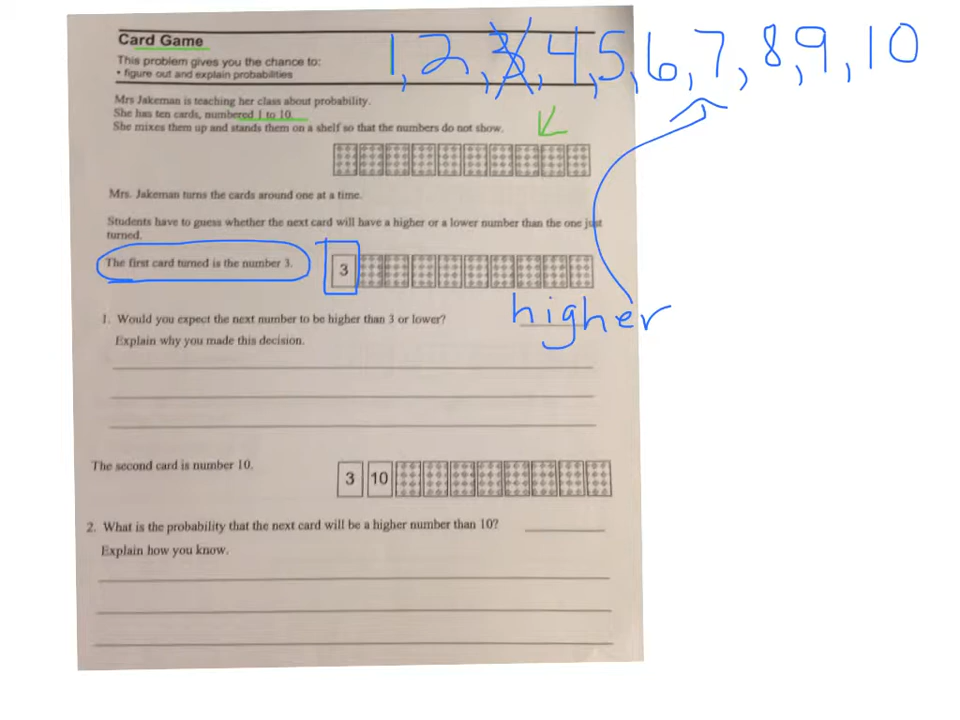 Card Game
1, 2, 3, 4, 5, 6, 7, 8, 9, 10
This problem gives you the chance to:
• figure out and explain probabilities
Mrs Jakeman is teaching her class about probability.
She has ten cards, numbered 1 to 10.
She mixes them up and stands them on a shelf so that the numbers do not show.
Mrs. Jakeman turns the cards around one at a time.
Students have to guess whether the next card will have a higher or a lower number than the one just
turned.
The first card turned is the number 3.
3
1. Would you expect the next number to be higher than 3 or lower?
higher
Explain why you made this decision.
The second card is number 10.
3 10
2. What is the probability that the next card will be a higher number than 10?
Explain how you know.